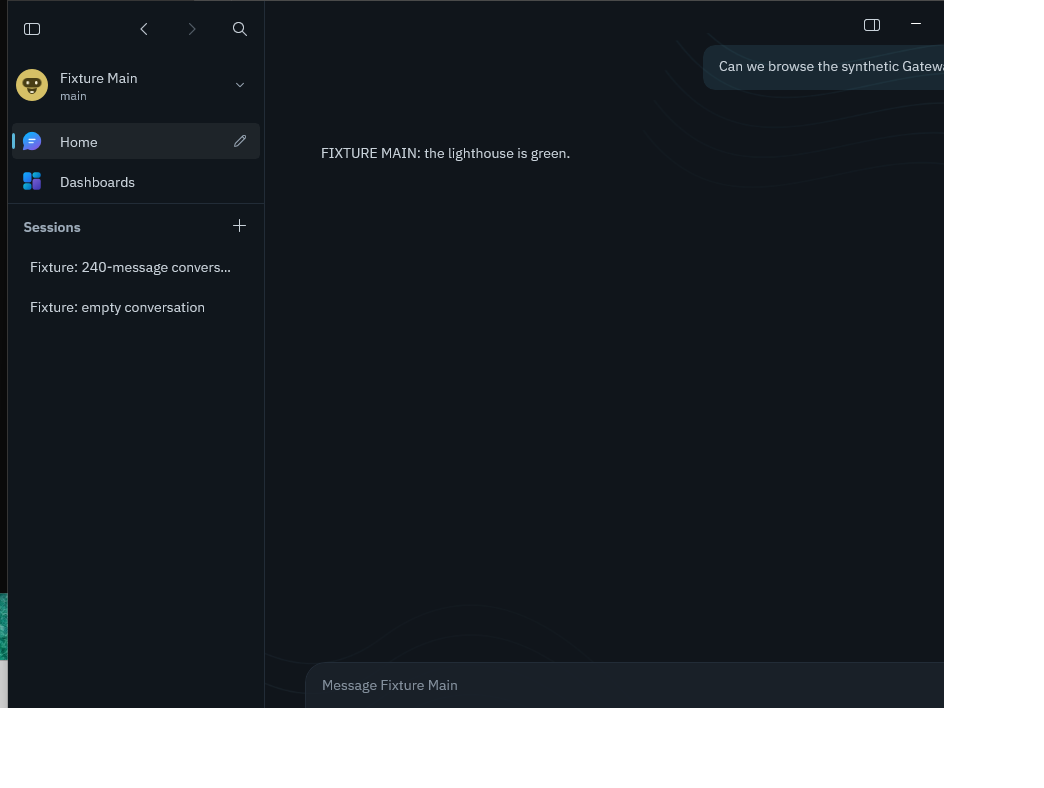 Fixture Main
main
Home
Dashboards
Sessions
Fixture: 240-message convers...
Fixture: empty conversation
Can we browse the synthetic
FIXTURE MAIN: the lighthouse is green.
Message Fixture Main